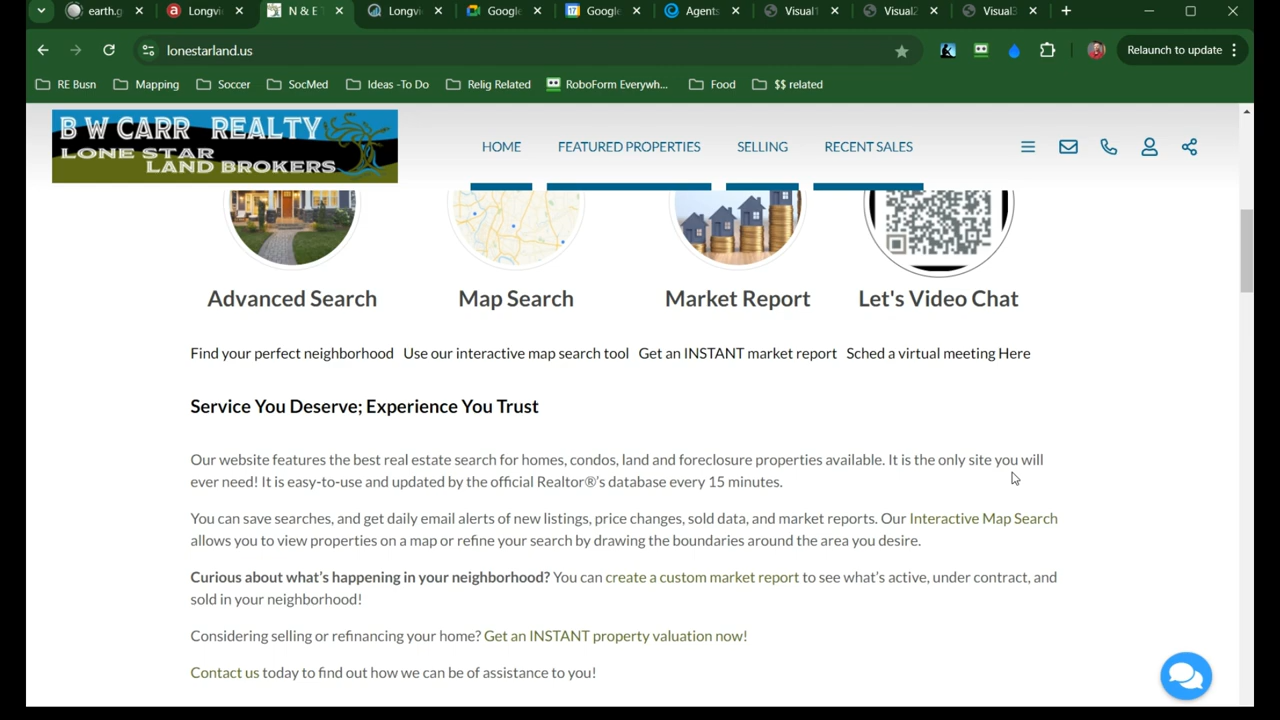 earth.g
Longvi
N & E T
Longvi
Google
Google
Agents
Visual1
Visual2
Visual3
lonestarland.us
Relaunch to update
RE Busn
Mapping
Soccer
SocMed
Ideas -To Do
Relig Related
RoboForm Everywh...
Food
$$ related
B W CARR REALTY
LONE STAR
LAND BROKERS
HOME
FEATURED PROPERTIES
SELLING
RECENT SALES
Advanced Search
Map Search
Market Report
Let's Video Chat
Find your perfect neighborhood
Use our interactive map search tool
Get an INSTANT market report
Sched a virtual meeting Here
Service You Deserve; Experience You Trust
Our website features the best real estate search for homes, condos, land and foreclosure properties available. It is the only site you will
ever need! It is easy-to-use and updated by the official Realtor®'s database every 15 minutes.
You can save searches, and get daily email alerts of new listings, price changes, sold data, and market reports. Our Interactive Map Search
allows you to view properties on a map or refine your search by drawing the boundaries around the area you desire.
Curious about what's happening in your neighborhood? You can create a custom market report to see what's active, under contract, and
sold in your neighborhood!
Considering selling or refinancing your home? Get an INSTANT property valuation now!
Contact us today to find out how we can be of assistance to you!